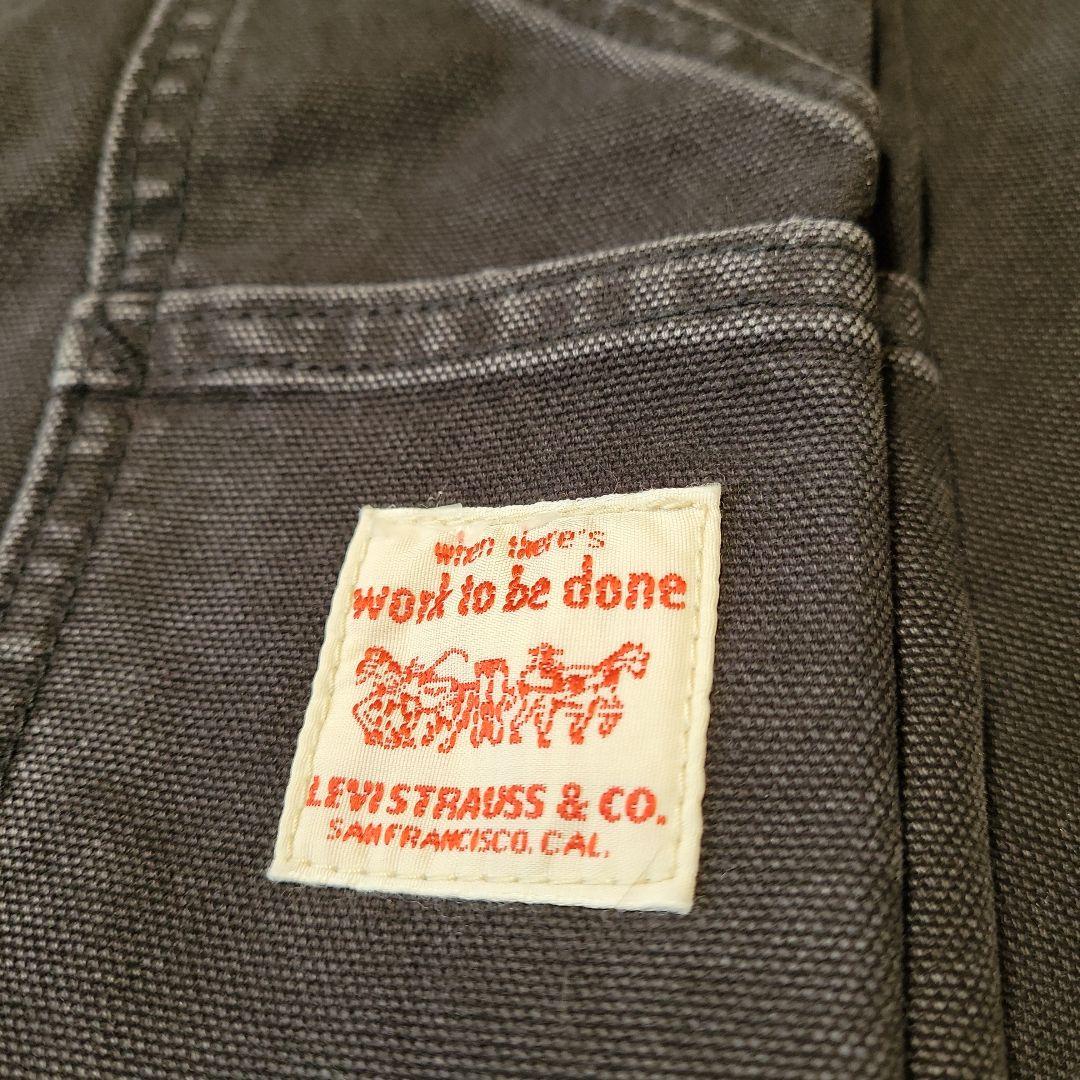 when there's
work to be done
LEVI STRAUSS & CO.
SAN FRANCISCO, CAL.